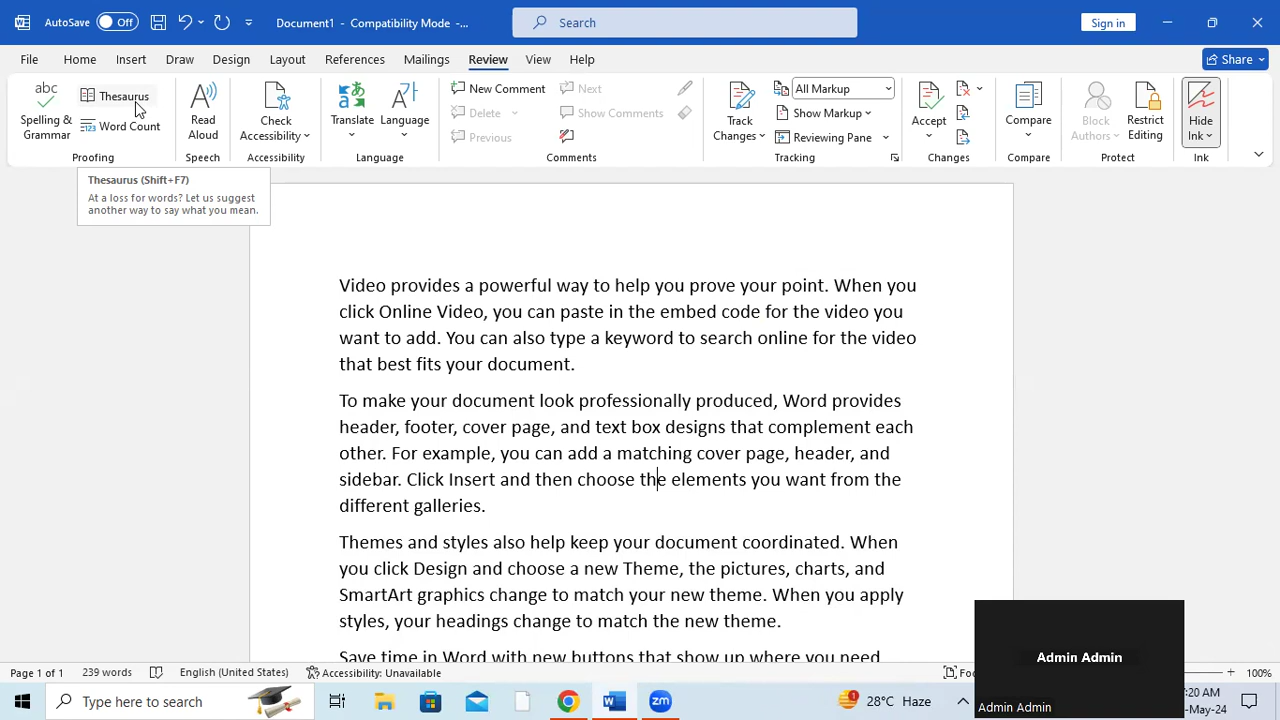 AutoSave Off Document1 - Compatibility Mode -... Search Sign in
File Home Insert Draw Design Layout References Mailings Review View Help Share
abc Spelling & Grammar
Thesaurus
Word Count
Proofing
Read Aloud
Speech
Check Accessibility
Accessibility
Translate
Language
Language
New Comment
Delete
Previous
Next
Show Comments
Comments
Track Changes
All Markup
Show Markup
Reviewing Pane
Tracking
Accept
Changes
Compare
Compare
Block Authors
Restrict Editing
Protect
Hide Ink
Ink
Thesaurus (Shift+F7)
At a loss for words? Let us suggest
another way to say what you mean.
Video provides a powerful way to help you prove your point. When you
click Online Video, you can paste in the embed code for the video you
want to add. You can also type a keyword to search online for the video
that best fits your document.
To make your document look professionally produced, Word provides
header, footer, cover page, and text box designs that complement each
other. For example, you can add a matching cover page, header, and
sidebar. Click Insert and then choose the elements you want from the
different galleries.
Themes and styles also help keep your document coordinated. When
you click Design and choose a new Theme, the pictures, charts, and
SmartArt graphics change to match your new theme. When you apply
styles, your headings change to match the new theme.
Save time in Word with new buttons that show up where you need
Admin Admin
Admin Admin
Page 1 of 1 239 words English (United States) Accessibility: Unavailable 100%
Type here to search zm 28°C Haze :20 AM
-May-24